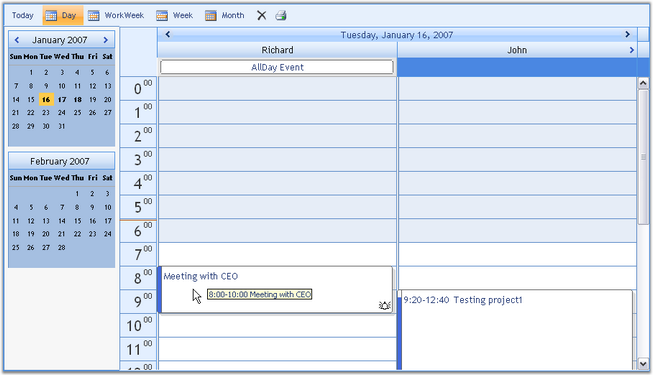 Today Day WorkWeek Week Month
January 2007
Sun Mon Tue Wed Thu Fri Sat
1 2 3 4 5 6
7 8 9 10 11 12 13
14 15 16 17 18 19 20
21 22 23 24 25 26 27
28 29 30 31
February 2007
Sun Mon Tue Wed Thu Fri Sat
1 2 3
4 5 6 7 8 9 10
11 12 13 14 15 16 17
18 19 20 21 22 23 24
25 26 27 28
Tuesday, January 16, 2007
Richard John
AllDay Event
0 00
1 00
2 00
3 00
4 00
5 00
6 00
7 00
8 00
Meeting with CEO
8:00-10:00 Meeting with CEO
9 00
9:20-12:40 Testing project1
10 00
11 00